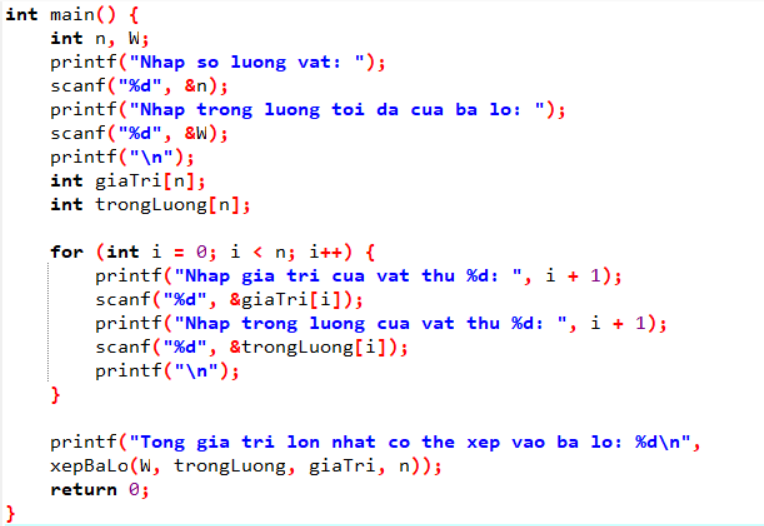 int main() {
    int n, W;
    printf("Nhap so luong vat: ");
    scanf("%d", &n);
    printf("Nhap trong luong toi da cua ba lo: ");
    scanf("%d", &W);
    printf("\n");
    int giaTri[n];
    int trongLuong[n];

    for (int i = 0; i < n; i++) {
        printf("Nhap gia tri cua vat thu %d: ", i + 1);
        scanf("%d", &giaTri[i]);
        printf("Nhap trong luong cua vat thu %d: ", i + 1);
        scanf("%d", &trongLuong[i]);
        printf("\n");
    }

    printf("Tong gia tri lon nhat co the xep vao ba lo: %d\n",
    xepBaLo(W, trongLuong, giaTri, n));
    return 0;
}